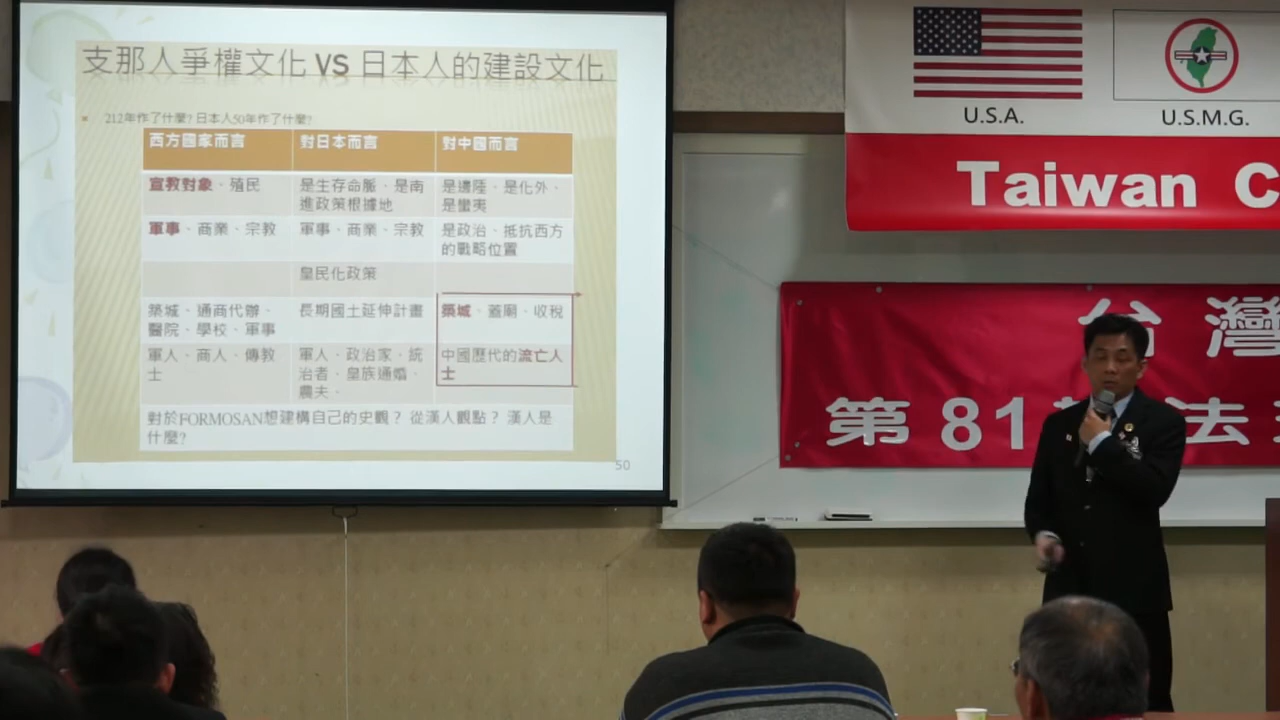 支那人爭權文化 VS 日本人的建設文化
212年作了什麼? 日本人50年作了什麼?
西方國家而言 對日本而言 對中國而言
宣教對象、殖民 是生存命脈、是南進政策根據地 是邊陲、是化外、是蠻夷
軍事、商業、宗教 軍事、商業、宗教 是政治、抵抗西方的戰略位置
皇民化政策
築城、通商代辦、醫院、學校、軍事 長期國土延伸計畫 築城、蓋廟、收稅
軍人、商人、傳教士 軍人、政治家、統治者、皇族通婚、農夫、 中國歷代的流亡人士
對於FORMOSAN想建構自己的史觀? 從漢人觀點? 漢人是
什麼?
50
U.S.A. U.S.M.G.
Taiwan C
台灣
第 81 法